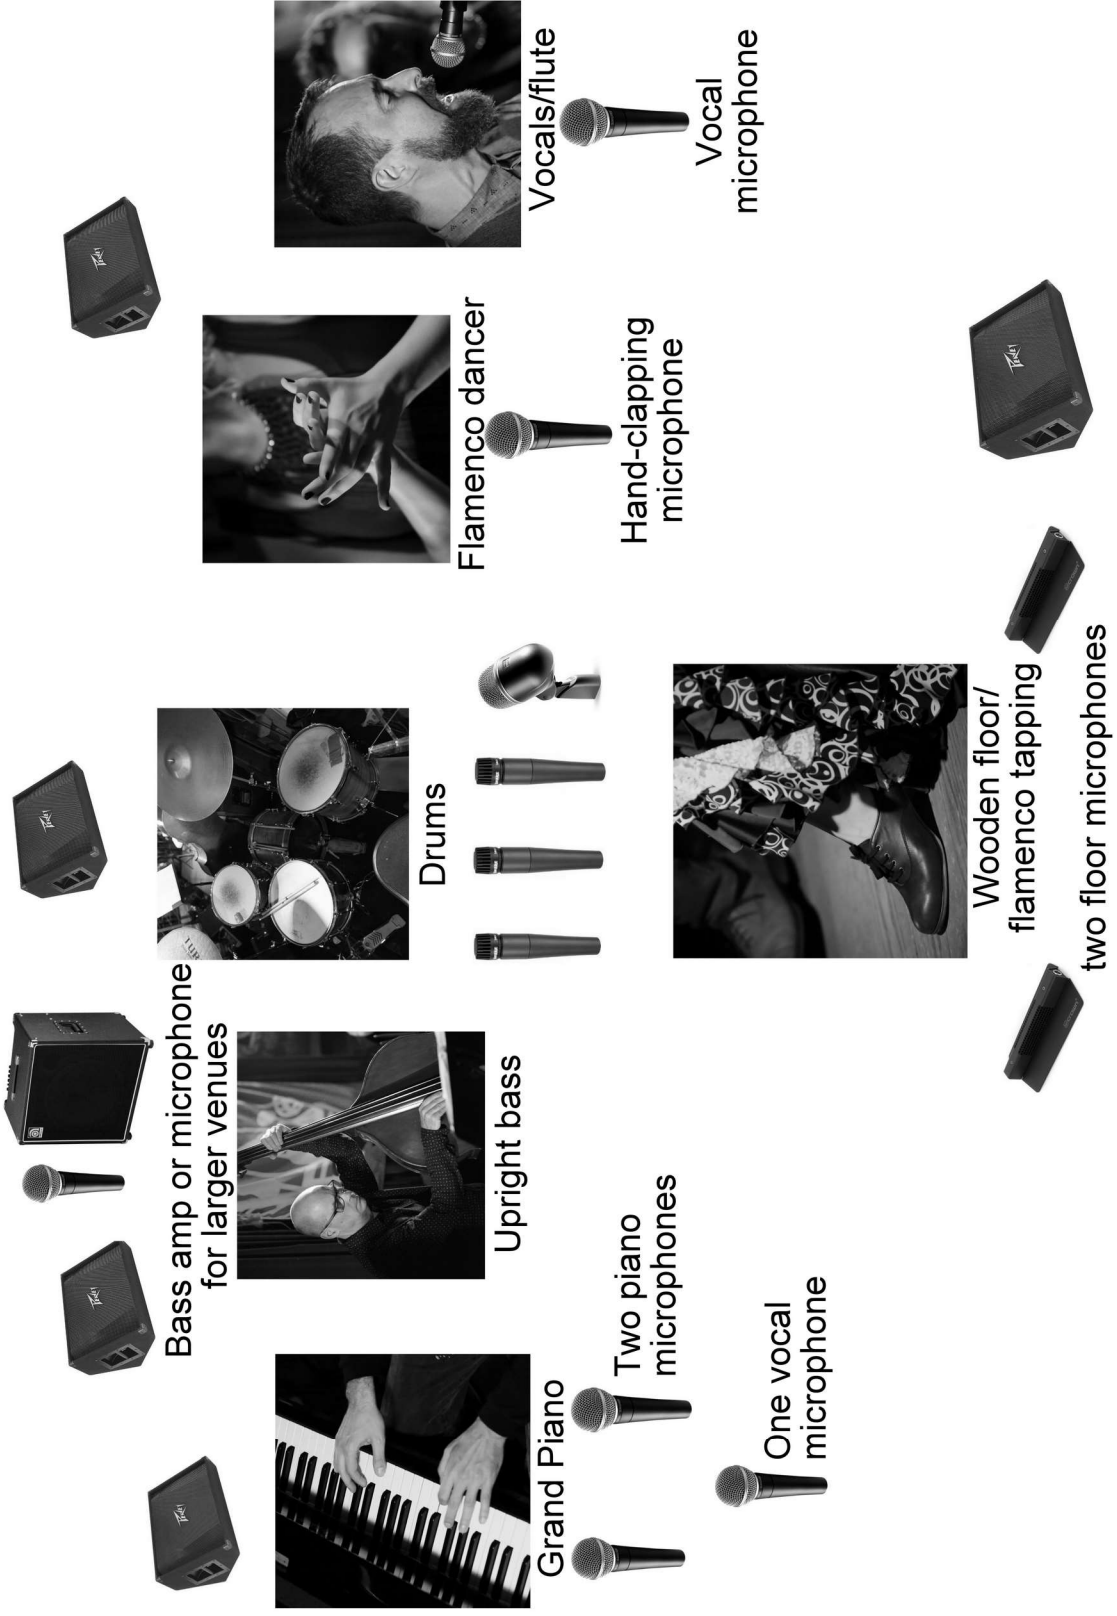 Bass amp or microphone
for larger venues
Upright bass
Grand Piano
Two piano
microphones
One vocal
microphone
Drums
Flamenco dancer
Hand-clapping
microphone
Vocals/flute
Vocal
microphone
Wooden floor/
flamenco tapping
two floor microphones